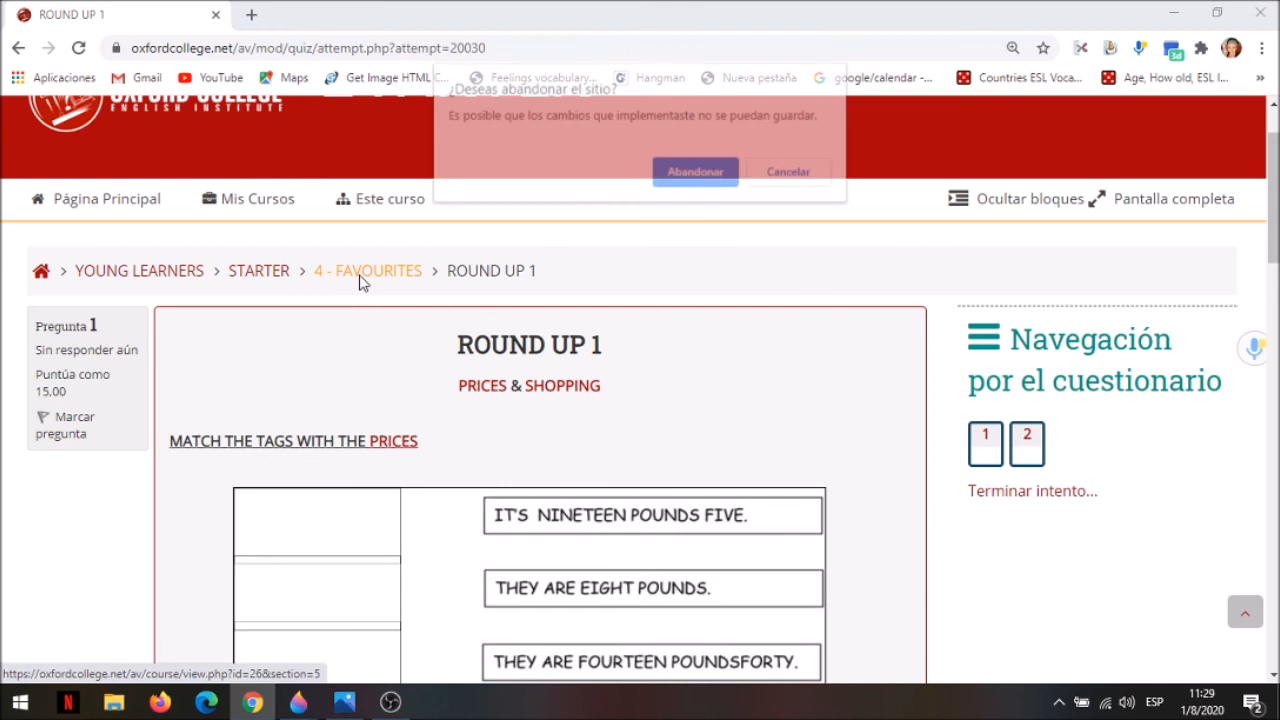 ROUND UP 1
oxfordcollege.net/av/mod/quiz/attempt.php?attempt=20030
Aplicaciones
Gmail
YouTube
Maps
Get Image HTML C...
Feelings vocabulary...
Hangman
Nueva pestaña
google/calendar -...
Countries ESL Voca...
Age, How old, ESL I...
»
3d
OXFORD COLLEGE
ENGLISH INSTITUTE
¿Deseas abandonar el sitio?
Es posible que los cambios que implementaste no se puedan guardar.
Abandonar
Cancelar
Página Principal
Mis Cursos
Este curso
Ocultar bloques
Pantalla completa
YOUNG LEARNERS > STARTER > 4 - FAVOURITES > ROUND UP 1
Pregunta 1
Sin responder aún
Puntúa como
15,00
Marcar
pregunta
ROUND UP 1
PRICES & SHOPPING
MATCH THE TAGS WITH THE PRICES
IT'S NINETEEN POUNDS FIVE.
THEY ARE EIGHT POUNDS.
THEY ARE FOURTEEN POUNDSFORTY.
Navegación
por el cuestionario
1 2
Terminar intento...
https://oxfordcollege.net/av/course/view.php?id=26&section=5
ESP
11:29
1/8/2020
2